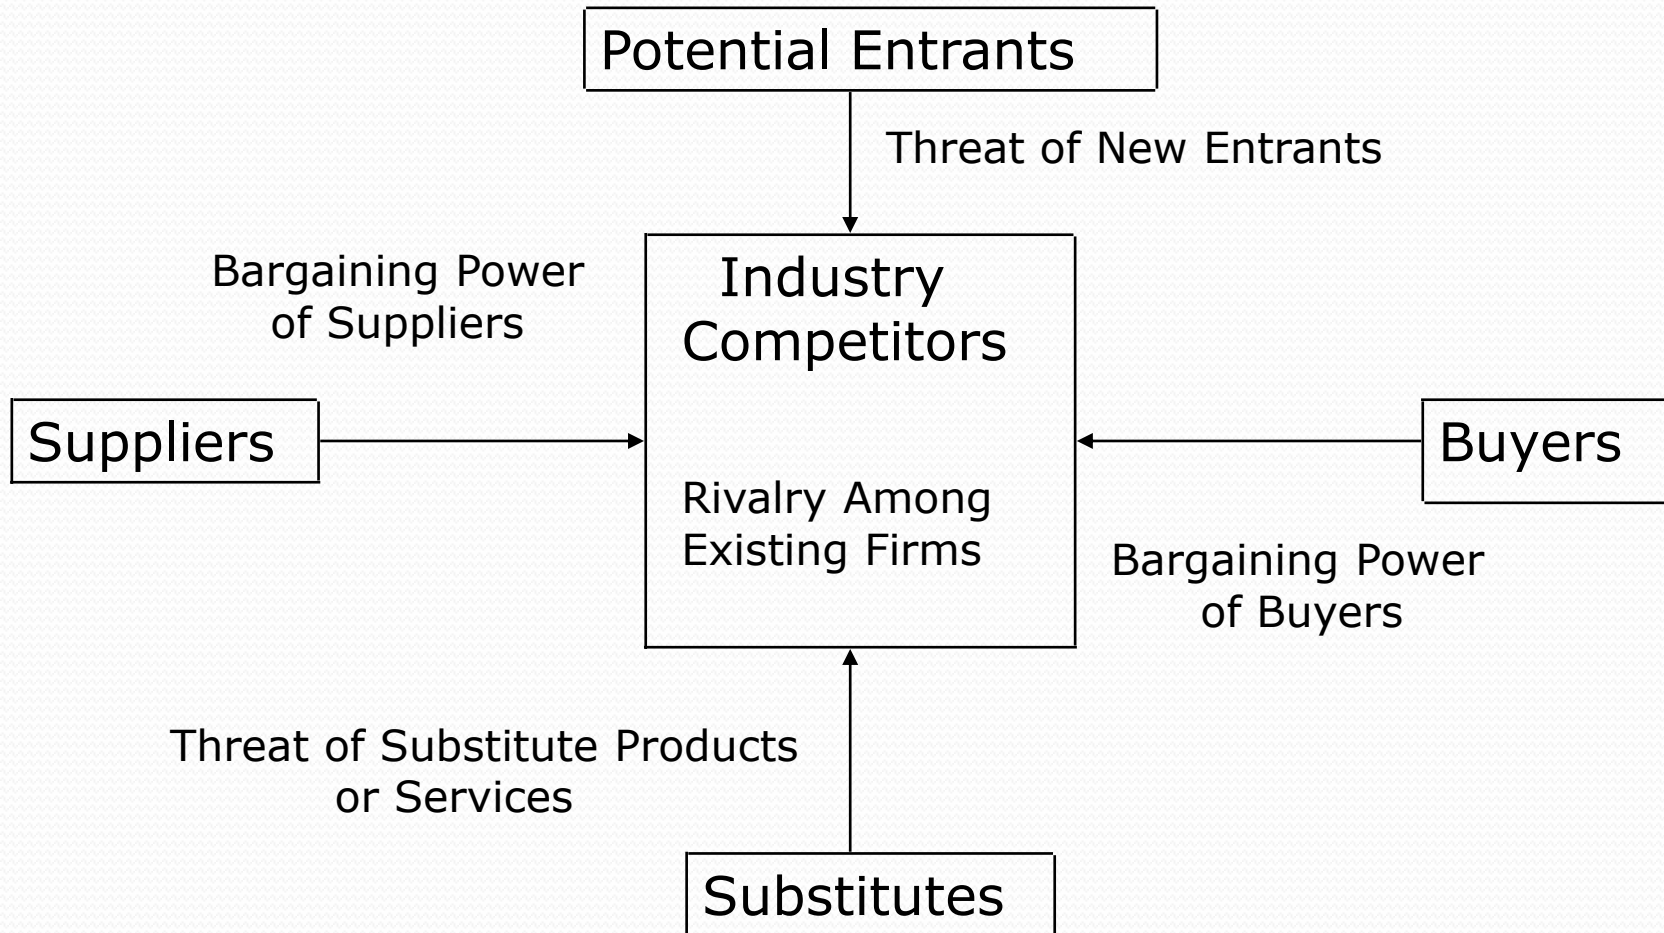 Potential Entrants
Threat of New Entrants
Bargaining Power
of Suppliers
Industry
Competitors
Suppliers
Buyers
Rivalry Among
Existing Firms
Bargaining Power
of Buyers
Threat of Substitute Products
or Services
Substitutes